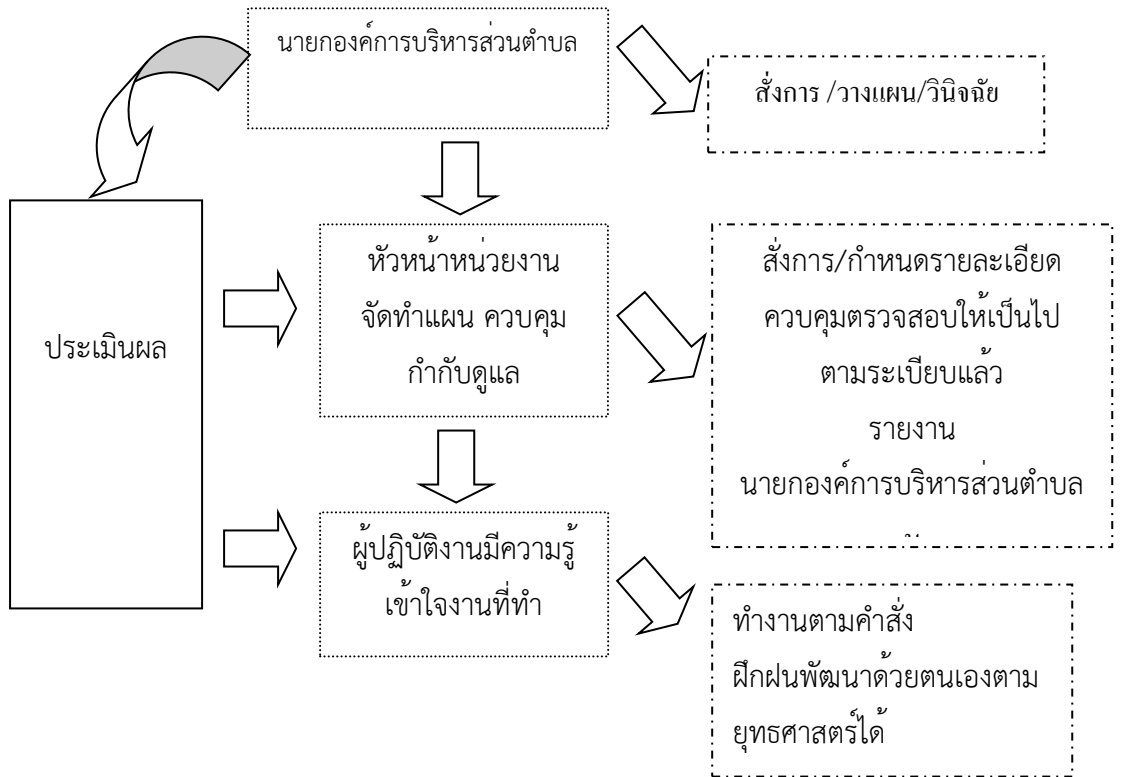 นายกองค์การบริหารส่วนตำบล
สั่งการ /วางแผน/วินิจฉัย
ประเมินผล
หัวหน้าหน่วยงาน
จัดทำแผน ควบคุม
กำกับดูแล
สั่งการ/กำหนดรายละเอียด
ควบคุมตรวจสอบให้เป็นไป
ตามระเบียบแล้ว
รายงาน
นายกองค์การบริหารส่วนตำบล
ผู้ปฏิบัติงานมีความรู้
เข้าใจงานที่ทำ
ทำงานตามคำสั่ง
ฝึกฝนพัฒนาด้วยตนเองตาม
ยุทธศาสตร์ได้